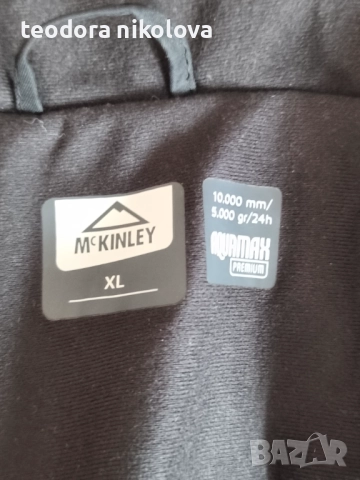 teodora nikolova
McKINLEY
XL
10.000 mm/
5.000 gr/24h
AQUAMAX
PREMIUM
BAZAR